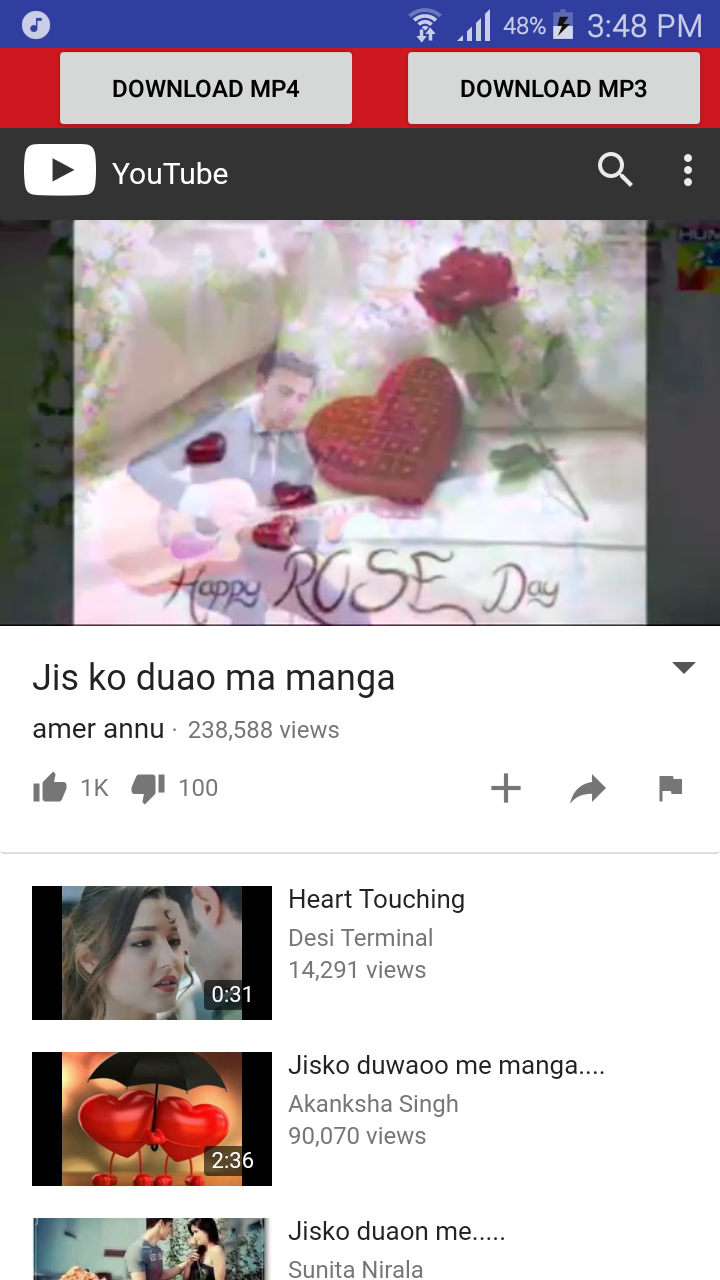 48% 3:48 PM
DOWNLOAD MP4 DOWNLOAD MP3
YouTube
HUM
Happy ROSE Day
Jis ko duao ma manga
amer annu · 238,588 views
1K 100
Heart Touching
Desi Terminal
14,291 views
0:31
Jisko duwaoo me manga....
Akanksha Singh
90,070 views
2:36
Jisko duaon me.....
Sunita Nirala